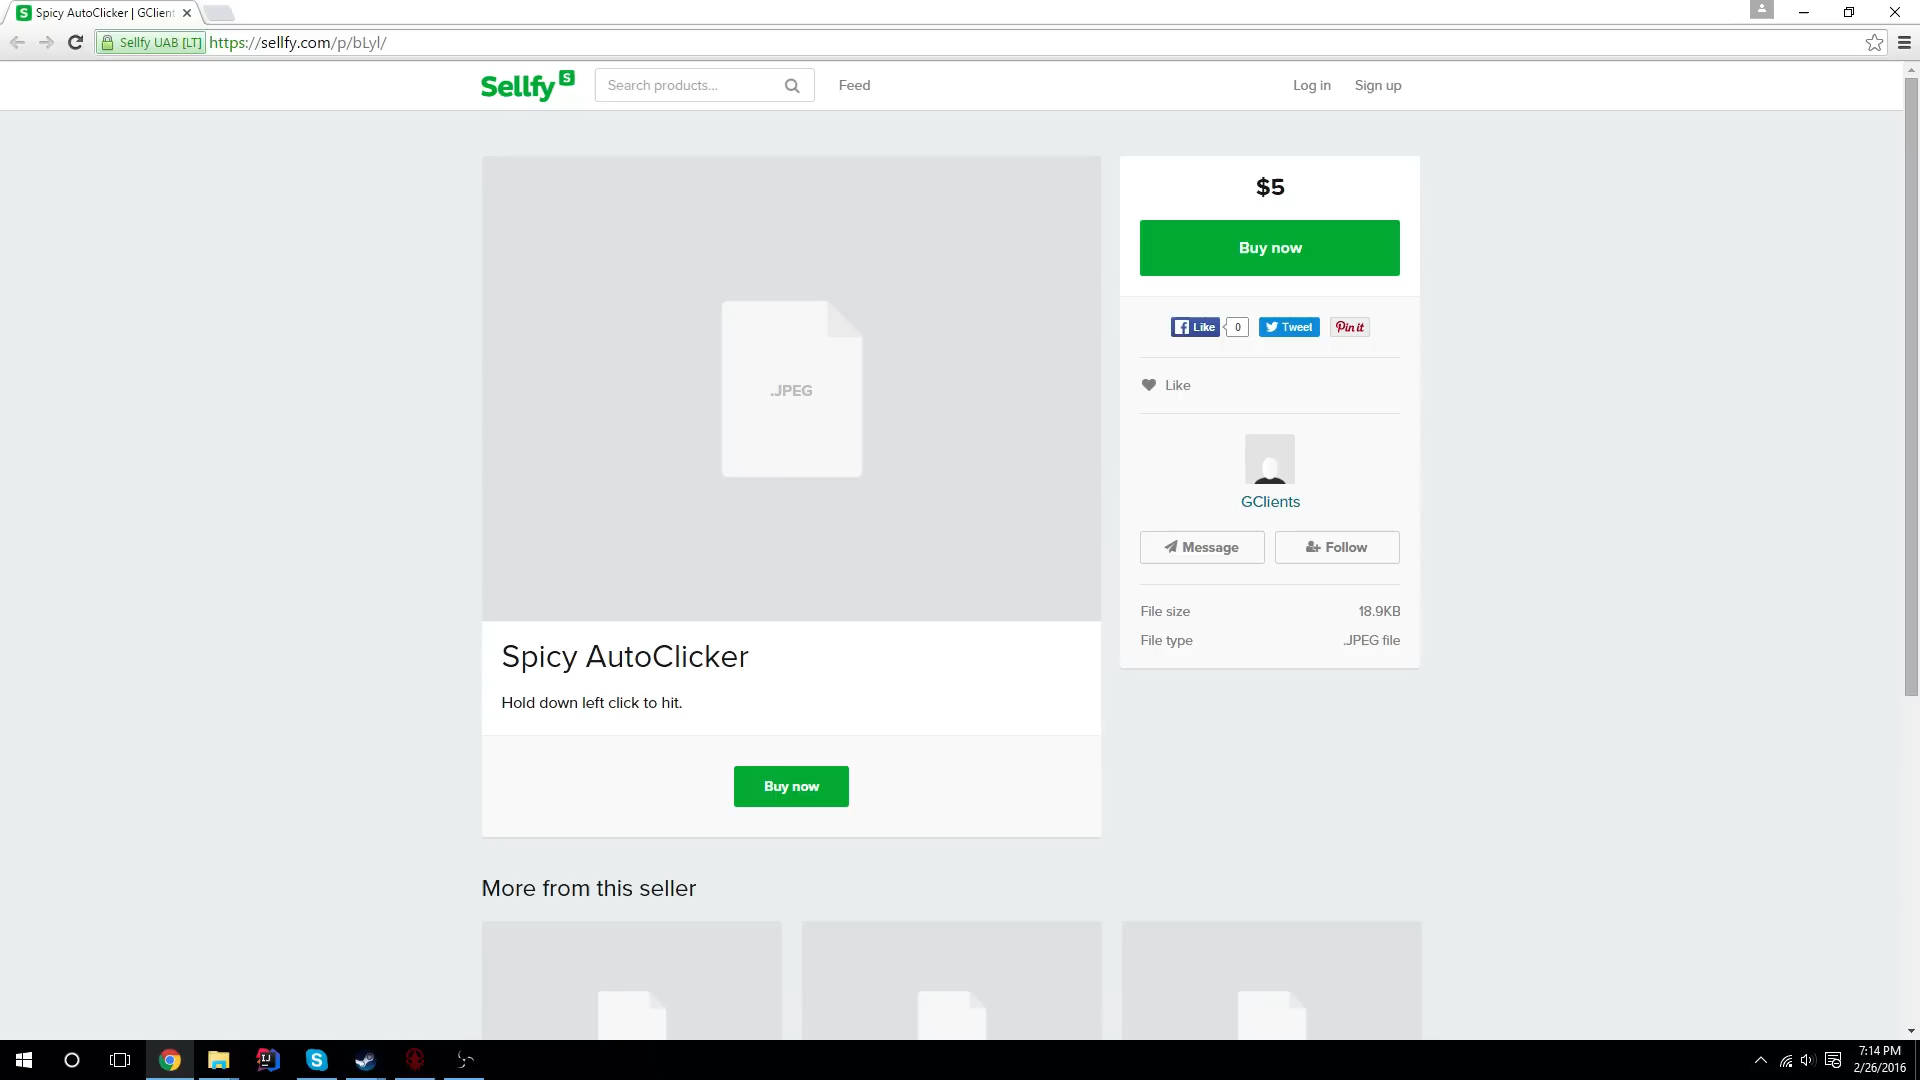 Spicy AutoClicker | GClient
Sellfy UAB [LT] https://sellfy.com/p/bLyl/
Sellfy S Search products... Feed Log in Sign up
$5
Buy now
Like 0 Tweet Pin it
Like
.JPEG
GClients
Message Follow
File size 18.9KB
File type .JPEG file
Spicy AutoClicker
Hold down left click to hit.
Buy now
More from this seller
7:14 PM
2/26/2016